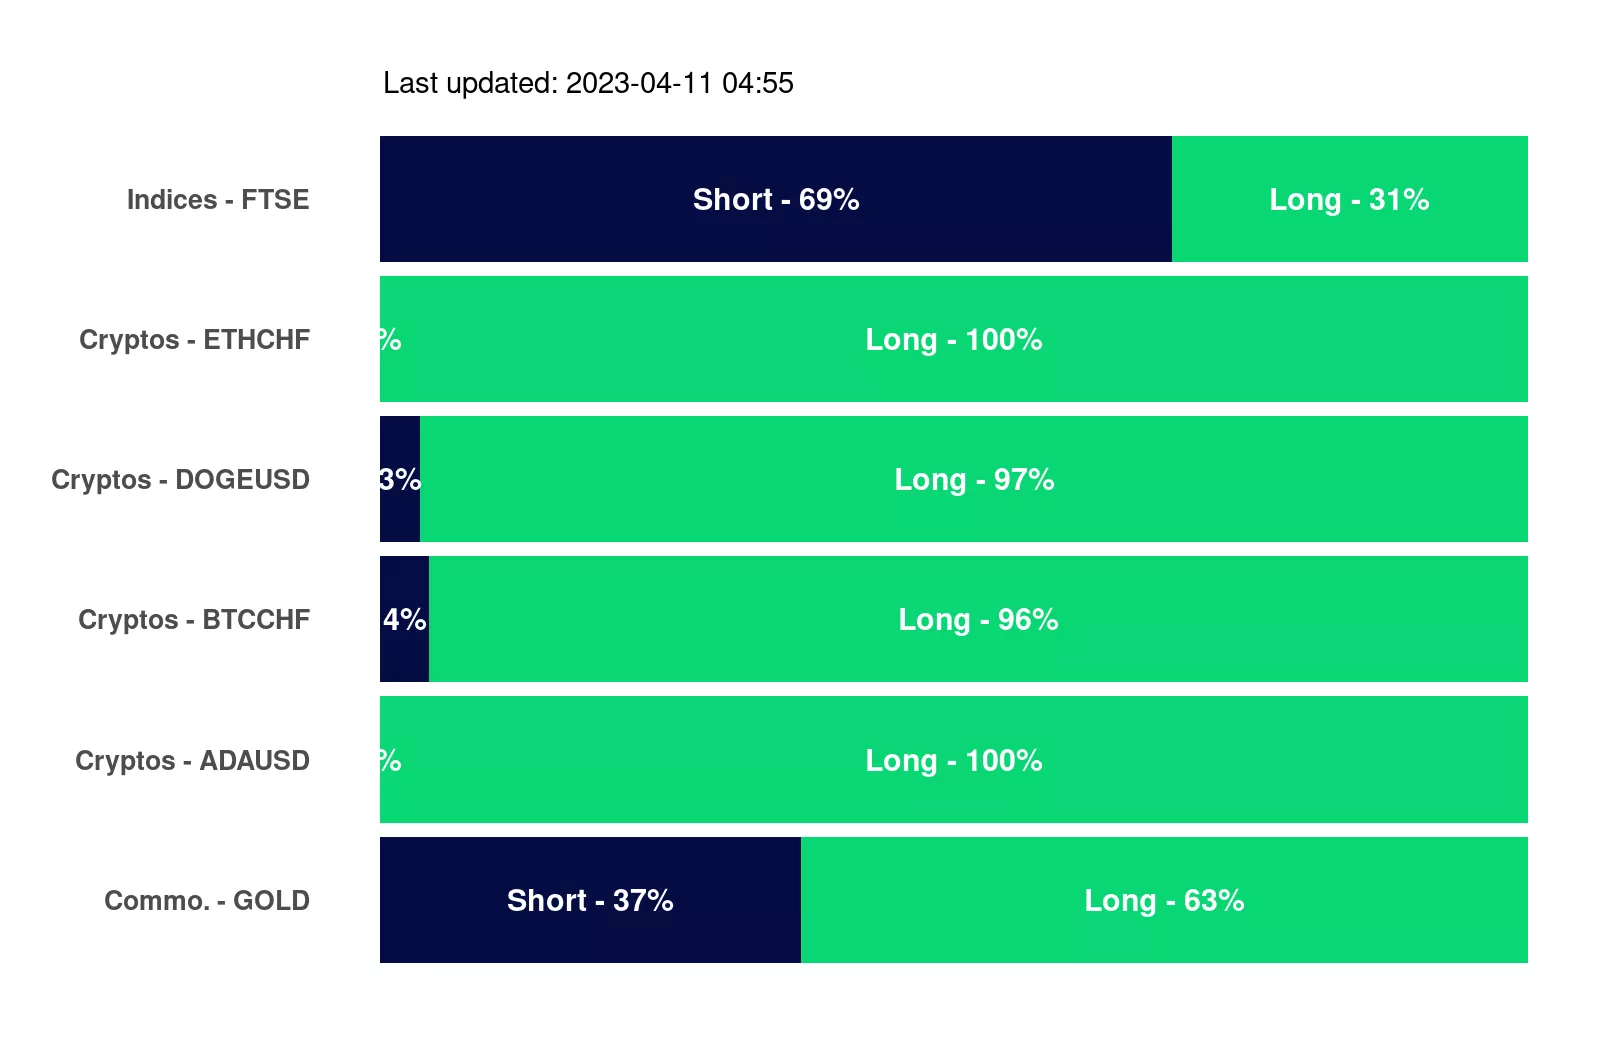 Last updated: 2023-04-11 04:55
Indices - FTSE Short - 69% Long - 31%
Cryptos - ETHCHF % Long - 100%
Cryptos - DOGEUSD 3% Long - 97%
Cryptos - BTCCHF 4% Long - 96%
Cryptos - ADAUSD % Long - 100%
Commo. - GOLD Short - 37% Long - 63%